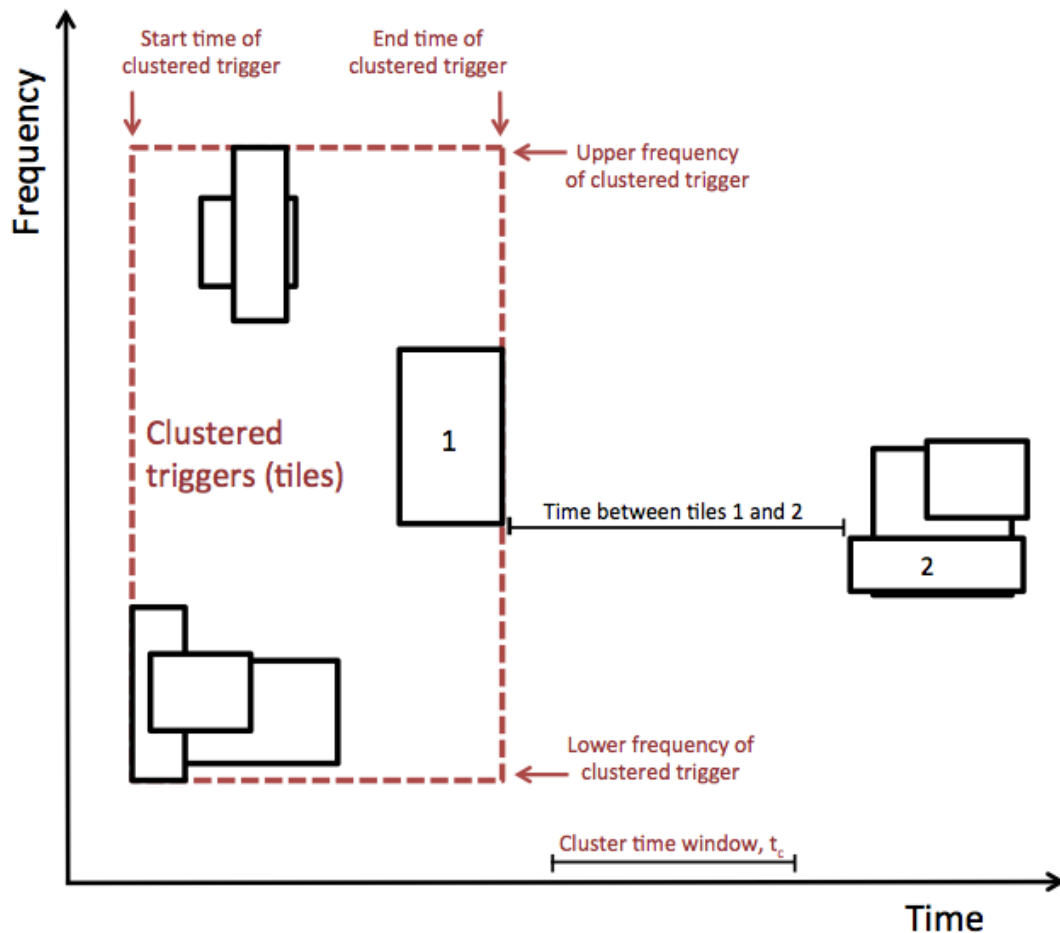 Start time of
clustered trigger
End time of
clustered trigger
Frequency
Upper frequency
of clustered trigger
Clustered
triggers (tiles)
1
Time between tiles 1 and 2
2
Lower frequency of
clustered trigger
Cluster time window, t_c
Time